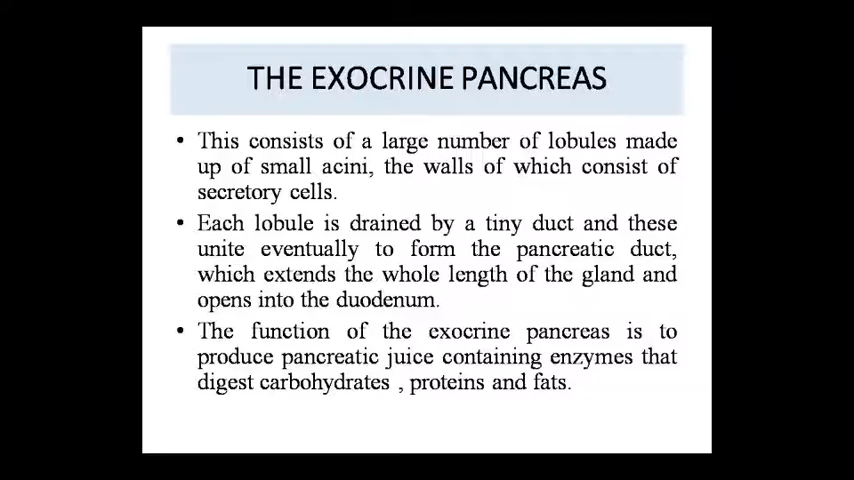 THE EXOCRINE PANCREAS
• This consists of a large number of lobules made
up of small acini, the walls of which consist of
secretory cells.
• Each lobule is drained by a tiny duct and these
unite eventually to form the pancreatic duct,
which extends the whole length of the gland and
opens into the duodenum.
• The function of the exocrine pancreas is to
produce pancreatic juice containing enzymes that
digest carbohydrates , proteins and fats.